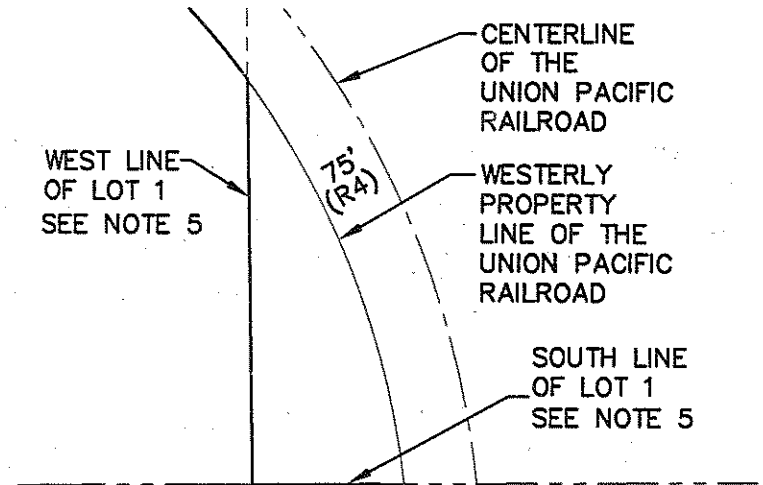 CENTERLINE
OF THE
UNION PACIFIC
RAILROAD
WEST LINE
OF LOT 1
SEE NOTE 5
75'
(R4)
WESTERLY
PROPERTY
LINE OF THE
UNION PACIFIC
RAILROAD
SOUTH LINE
OF LOT 1
SEE NOTE 5